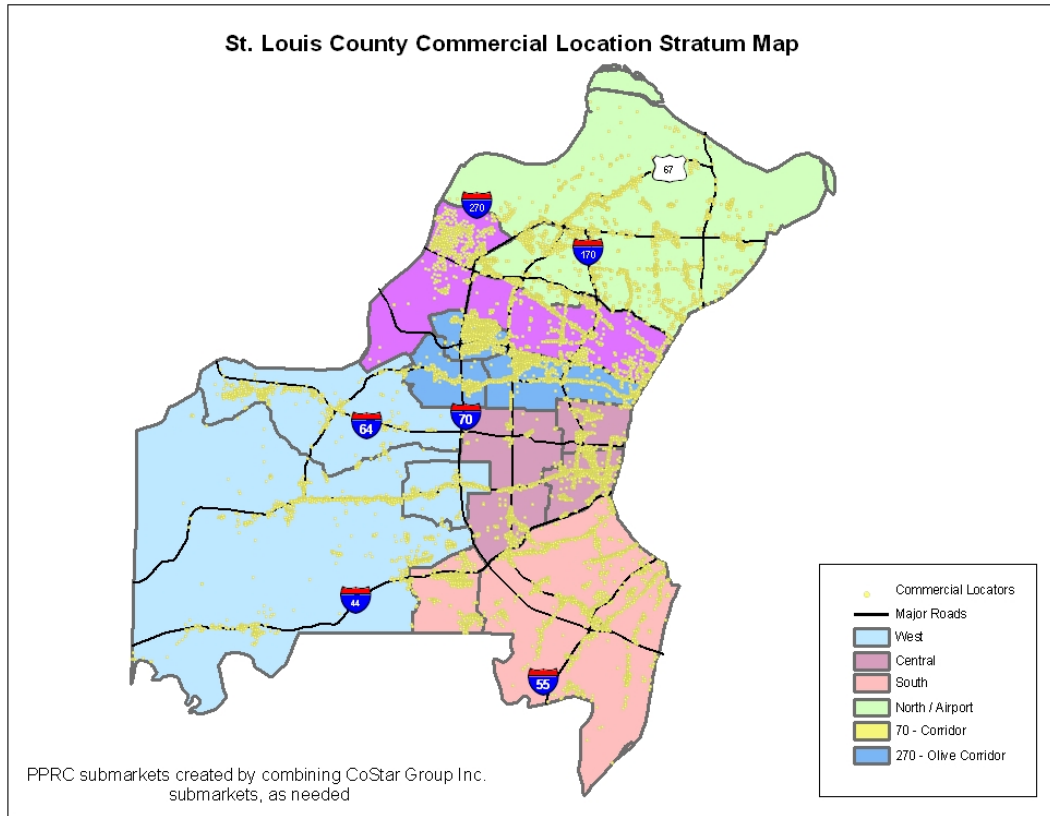 St. Louis County Commercial Location Stratum Map
67
270
170
70
64
44
55
Commercial Locators
Major Roads
West
Central
South
North / Airport
70 - Corridor
270 - Olive Corridor
PPRC submarkets created by combining CoStar Group Inc.
submarkets, as needed